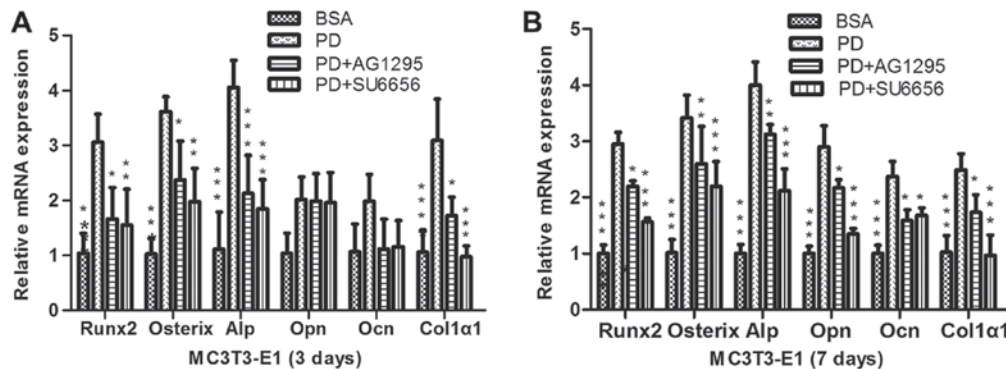 A
BSA
PD
PD+AG1295
PD+SU6656
Relative mRNA expression
5
4
3
2
1
0
Runx2 Osterix Alp Opn Ocn Col1α1
MC3T3-E1 (3 days)
B
BSA
PD
PD+AG1295
PD+SU6656
Relative mRNA expression
5
4
3
2
1
0
Runx2 Osterix Alp Opn Ocn Col1α1
MC3T3-E1 (7 days)